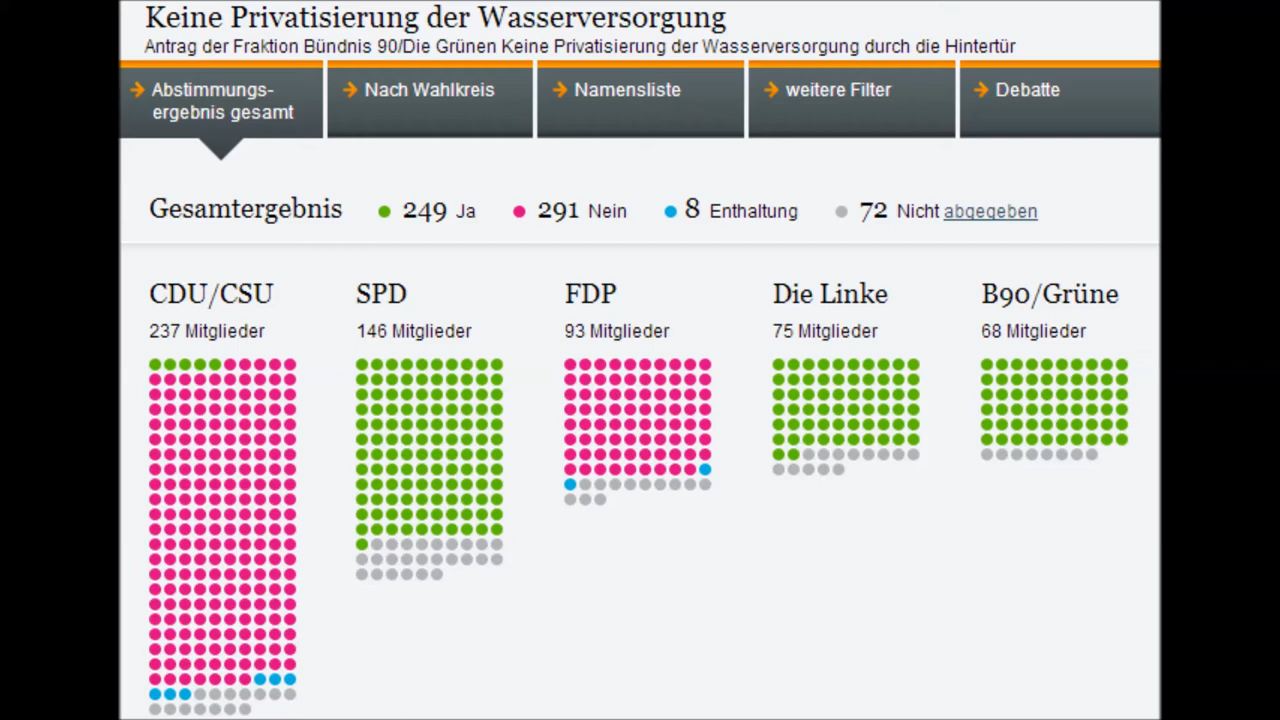 Keine Privatisierung der Wasserversorgung
Antrag der Fraktion Bündnis 90/Die Grünen Keine Privatisierung der Wasserversorgung durch die Hintertür
Abstimmungs-
ergebnis gesamt
Nach Wahlkreis
Namensliste
weitere Filter
Debatte
Gesamtergebnis 249 Ja 291 Nein 8 Enthaltung 72 Nicht abgegeben
CDU/CSU
237 Mitglieder
SPD
146 Mitglieder
FDP
93 Mitglieder
Die Linke
75 Mitglieder
B90/Grüne
68 Mitglieder